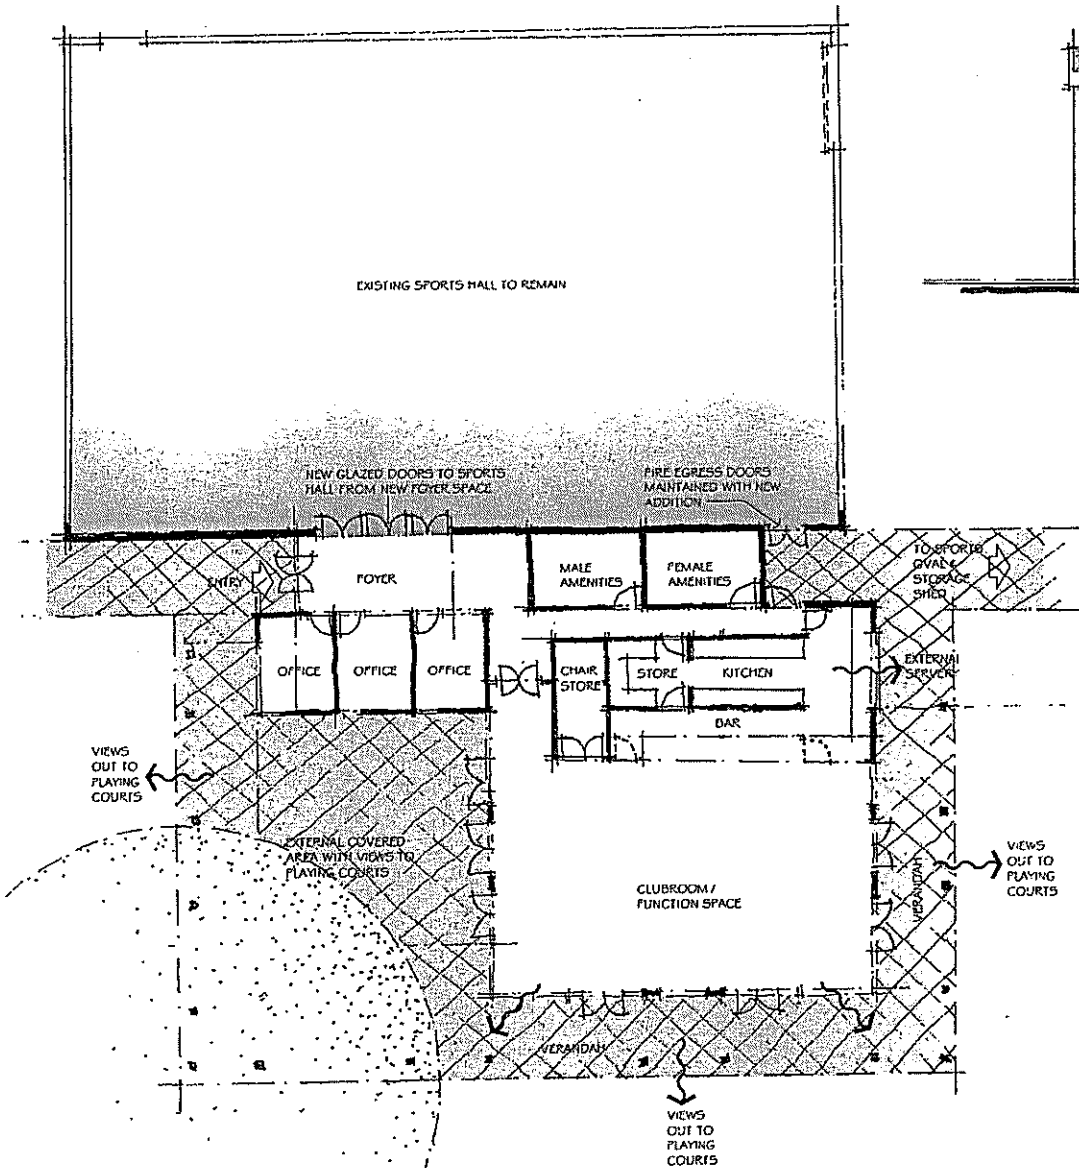 EXISTING SPORTS HALL TO REMAIN
NEW GLAZED DOORS TO SPORTS
HALL FROM NEW FOYER SPACE
FIRE EGRESS DOORS
MAINTAINED WITH NEW
ADDITION
ENTRY
FOYER
MALE
AMENITIES
FEMALE
AMENITIES
TO SPORTS
OVAL &
STORAGE
SHED
OFFICE
OFFICE
OFFICE
CHAIR
STORE
STORE
KITCHEN
EXTERNAL
SERVER
BAR
VIEWS
OUT TO
PLAYING
COURTS
EXTERNAL COVERED
AREA WITH VIEWS TO
PLAYING COURTS
CLUBROOM /
FUNCTION SPACE
VERANDAH
VIEWS
OUT TO
PLAYING
COURTS
VERANDAH
VIEWS
OUT TO
PLAYING
COURTS